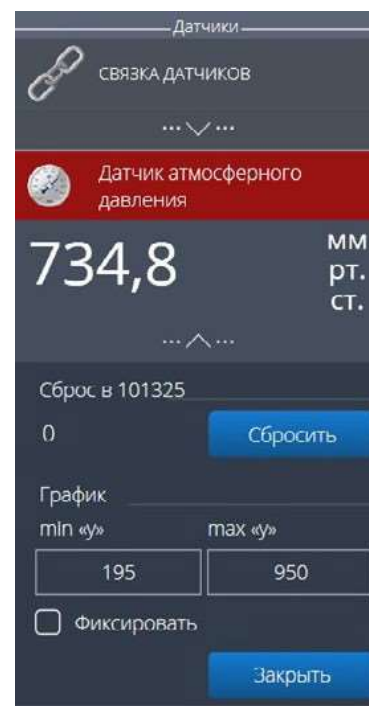 Датчики
СВЯЗКА ДАТЧИКОВ
Датчик атмосферного
давления
734,8
мм
рт.
ст.
Сброс в 101325
0
Сбросить
График
min «y»
max «y»
195
950
Фиксировать
Закрыть